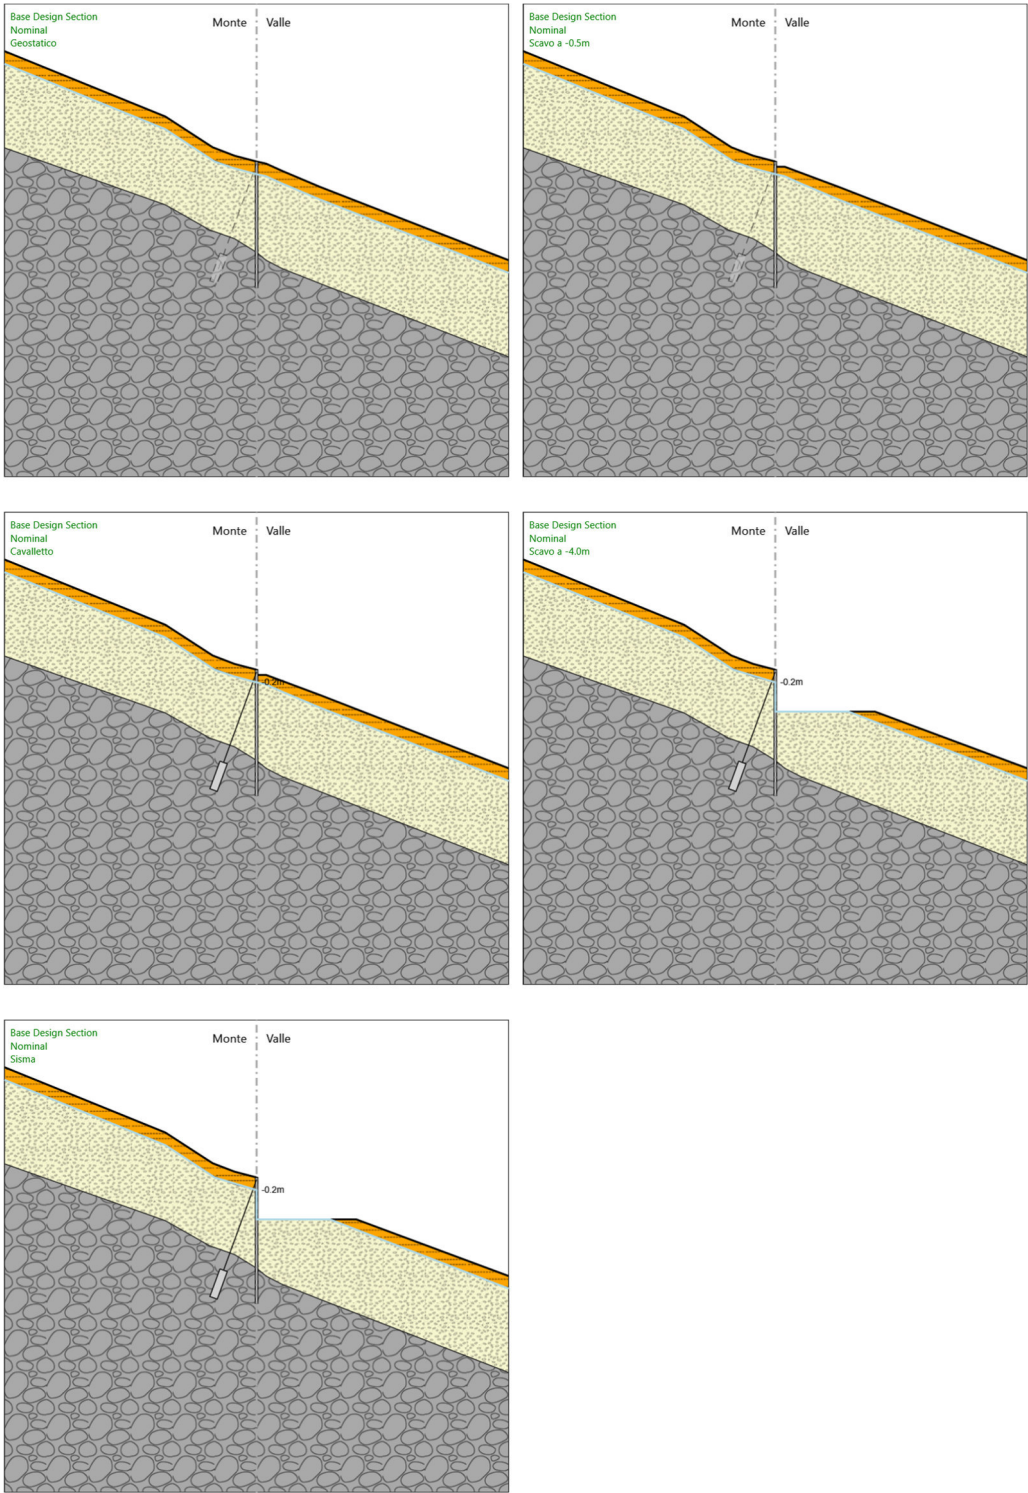 Base Design Section
Nominal
Geostatico
Monte
Valle
Base Design Section
Nominal
Scavo a -0.5m
Monte
Valle
Base Design Section
Nominal
Cavalletto
Monte
Valle
-0.2m
Base Design Section
Nominal
Scavo a -4.0m
Monte
Valle
-0.2m
Base Design Section
Nominal
Sisma
Monte
Valle
-0.2m